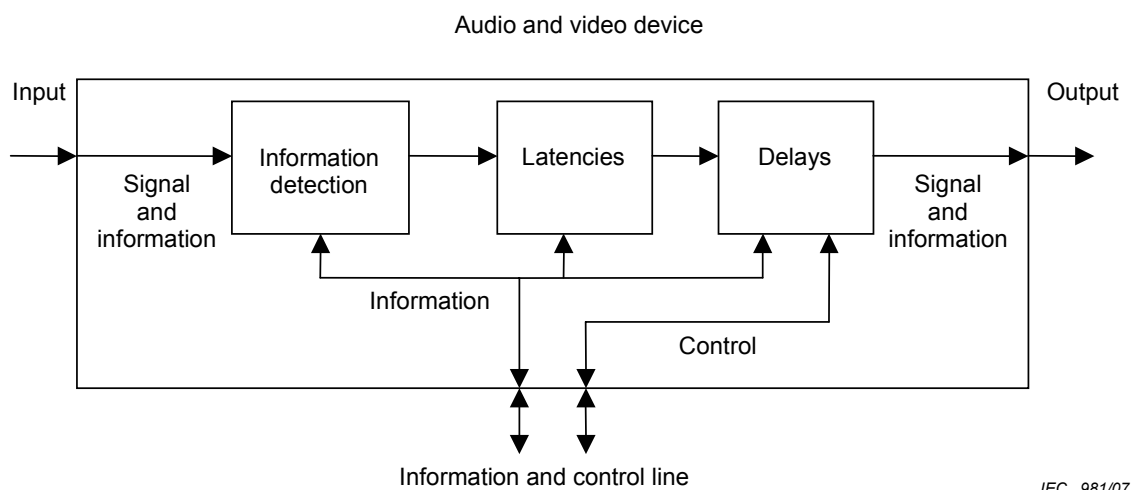 Audio and video device
Input
Output
Information
detection
Latencies
Delays
Signal
and
information
Signal
and
information
Information
Control
Information and control line
IEC 981/07